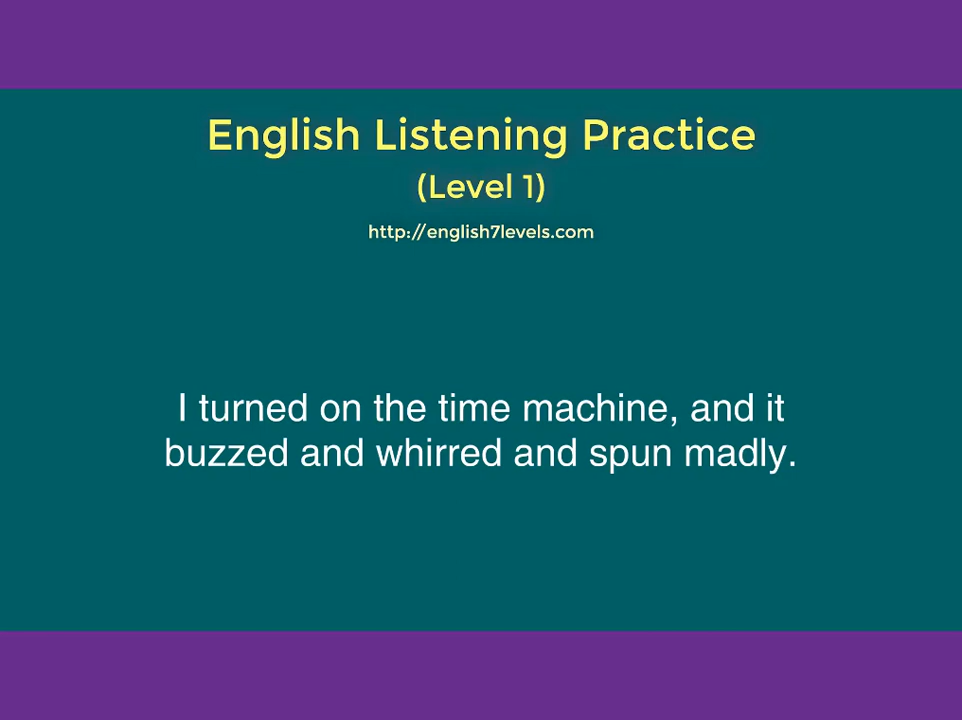 English Listening Practice
(Level 1)
http://english7levels.com
I turned on the time machine, and it
buzzed and whirred and spun madly.